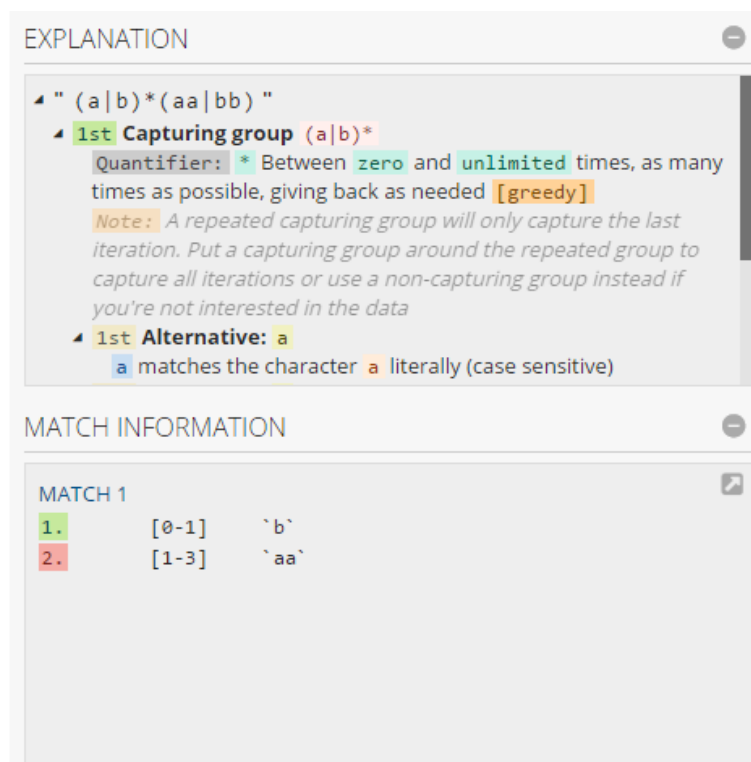 EXPLANATION
" (a|b)*(aa|bb) "
1st Capturing group (a|b)*
Quantifier: * Between zero and unlimited times, as many
times as possible, giving back as needed [greedy]
Note: A repeated capturing group will only capture the last
iteration. Put a capturing group around the repeated group to
capture all iterations or use a non-capturing group instead if
you're not interested in the data
1st Alternative: a
a matches the character a literally (case sensitive)
MATCH INFORMATION
MATCH 1
1. [0-1] `b`
2. [1-3] `aa`